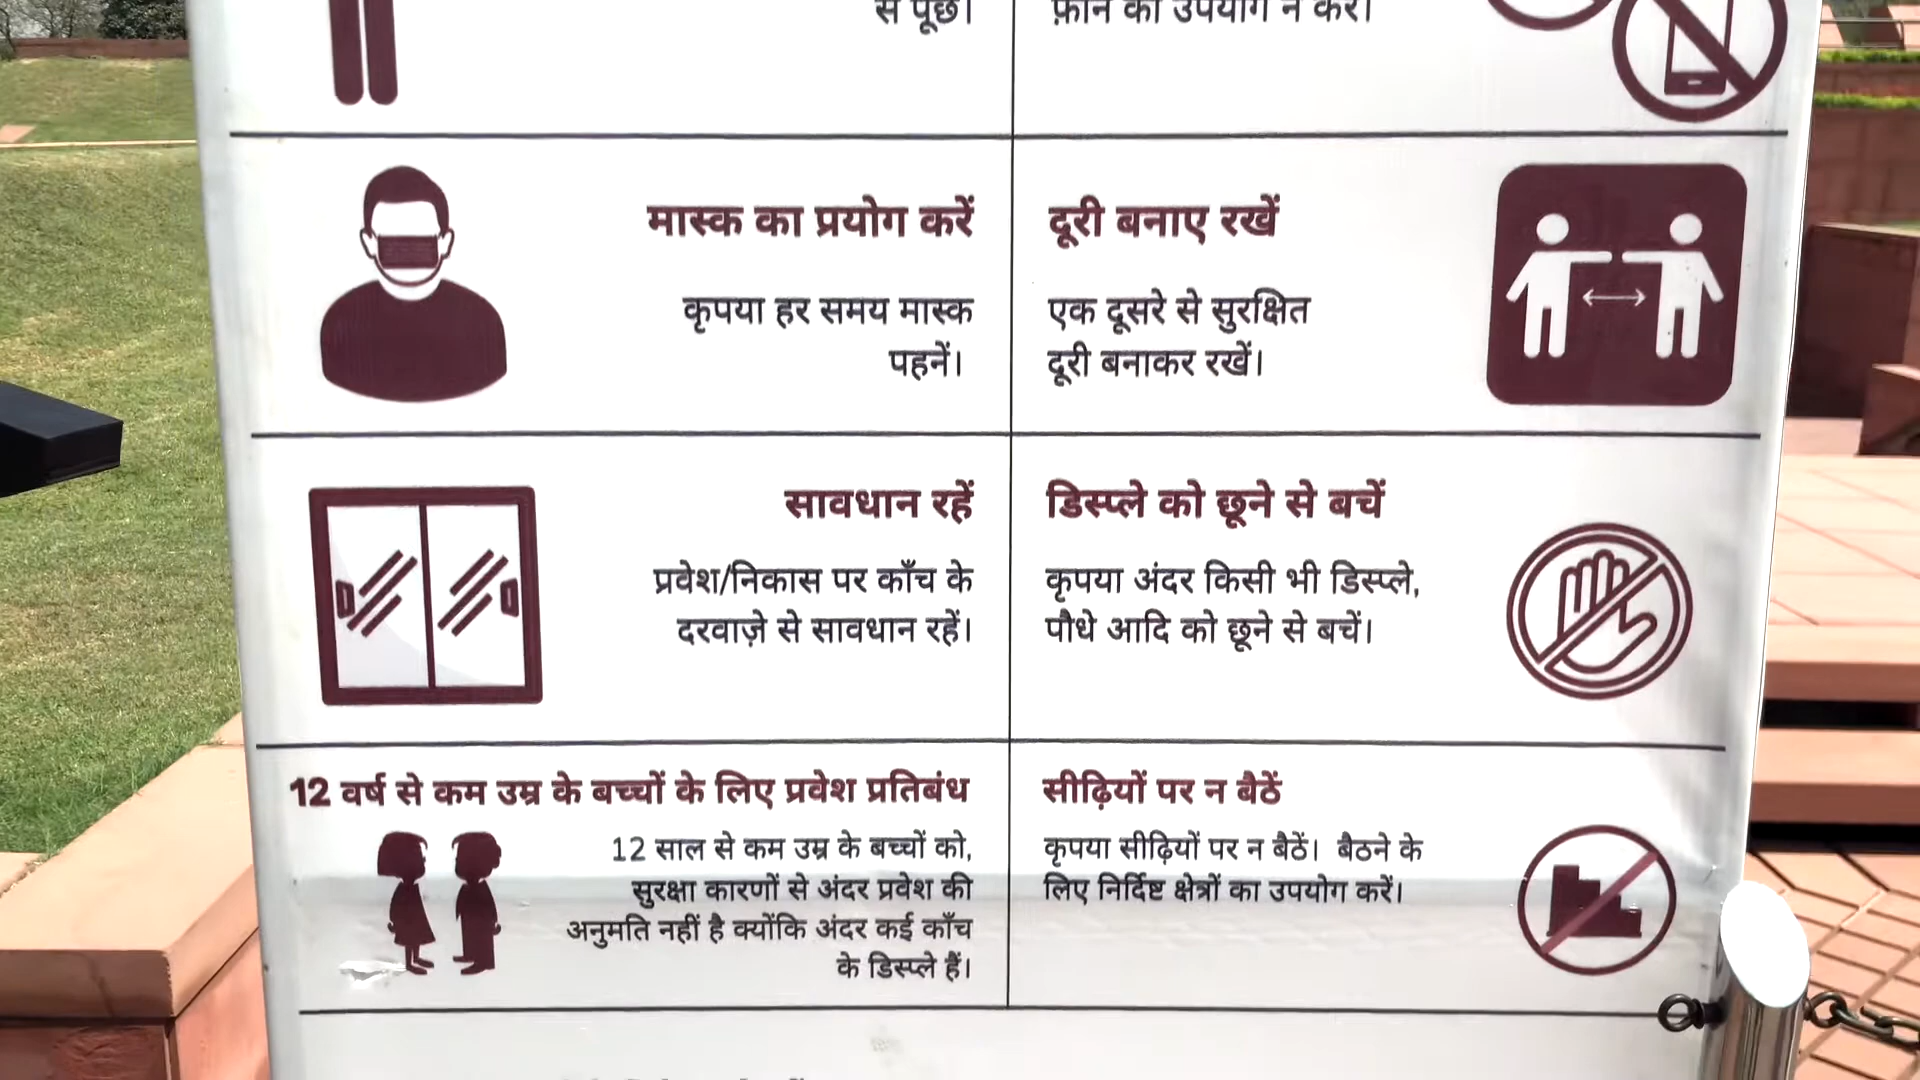 से पूछें।
फ़ोन का उपयोग न करें।
मास्क का प्रयोग करें
कृपया हर समय मास्क
पहनें।
दूरी बनाए रखें
एक दूसरे से सुरक्षित
दूरी बनाकर रखें।
सावधान रहें
प्रवेश/निकास पर काँच के
दरवाज़े से सावधान रहें।
डिस्प्ले को छूने से बचें
कृपया अंदर किसी भी डिस्प्ले,
पौधे आदि को छूने से बचें।
12 वर्ष से कम उम्र के बच्चों के लिए प्रवेश प्रतिबंध
12 साल से कम उम्र के बच्चों को,
सुरक्षा कारणों से अंदर प्रवेश की
अनुमति नहीं है क्योंकि अंदर कई काँच
के डिस्प्ले हैं।
सीढ़ियों पर न बैठें
कृपया सीढ़ियों पर न बैठें। बैठने के
लिए निर्दिष्ट क्षेत्रों का उपयोग करें।